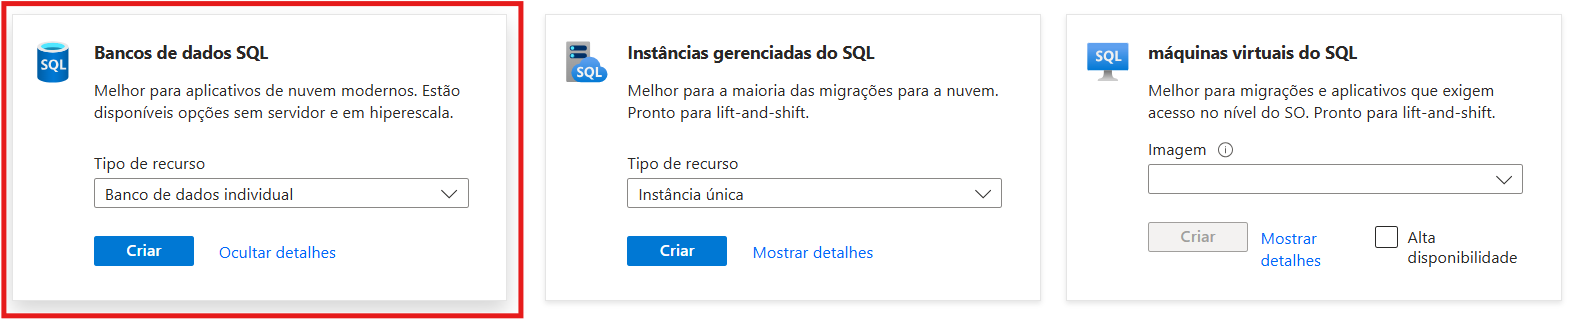 SQL
Bancos de dados SQL
Melhor para aplicativos de nuvem modernos. Estão
disponíveis opções sem servidor e em hiperescala.
Tipo de recurso
Banco de dados individual
Criar
Ocultar detalhes
SQL
Instâncias gerenciadas do SQL
Melhor para a maioria das migrações para a nuvem.
Pronto para lift-and-shift.
Tipo de recurso
Instância única
Criar
Mostrar detalhes
SQL
máquinas virtuais do SQL
Melhor para migrações e aplicativos que exigem
acesso no nível do SO. Pronto para lift-and-shift.
Imagem
Criar
Mostrar
detalhes
Alta
disponibilidade